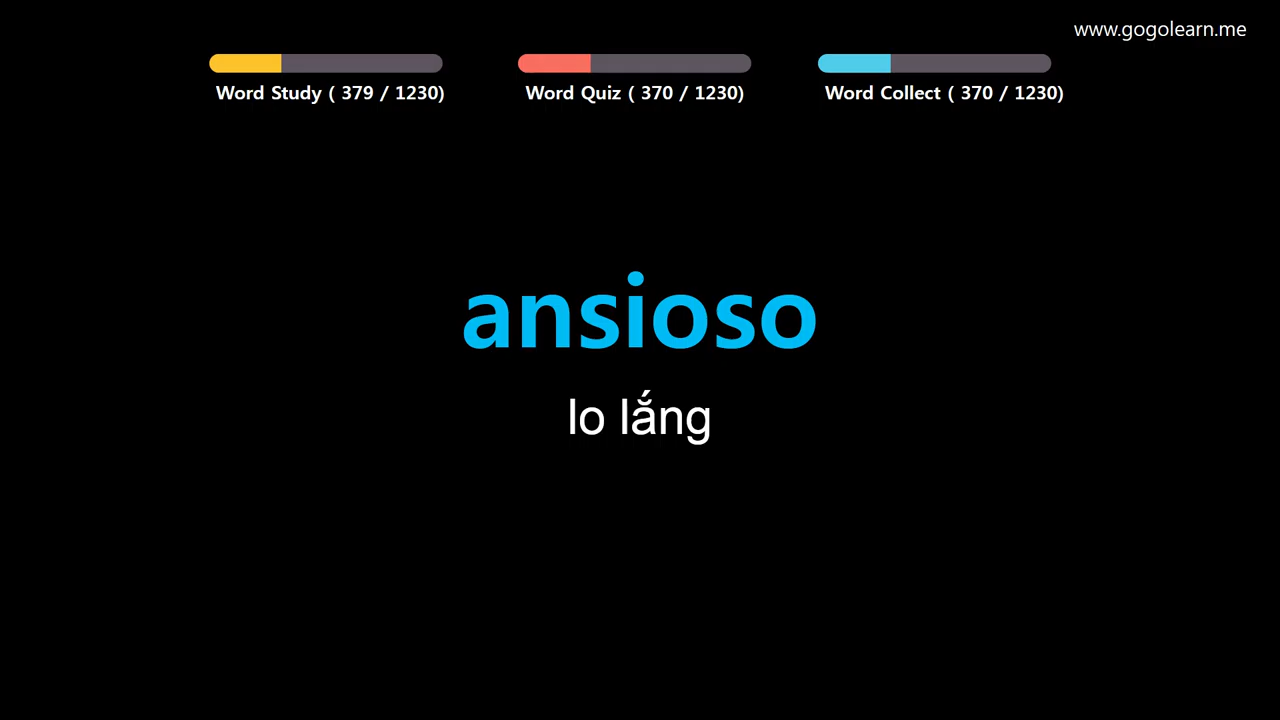 www.gogolearn.me
Word Study ( 379 / 1230)
Word Quiz ( 370 / 1230)
Word Collect ( 370 / 1230)
ansioso
lo lắng